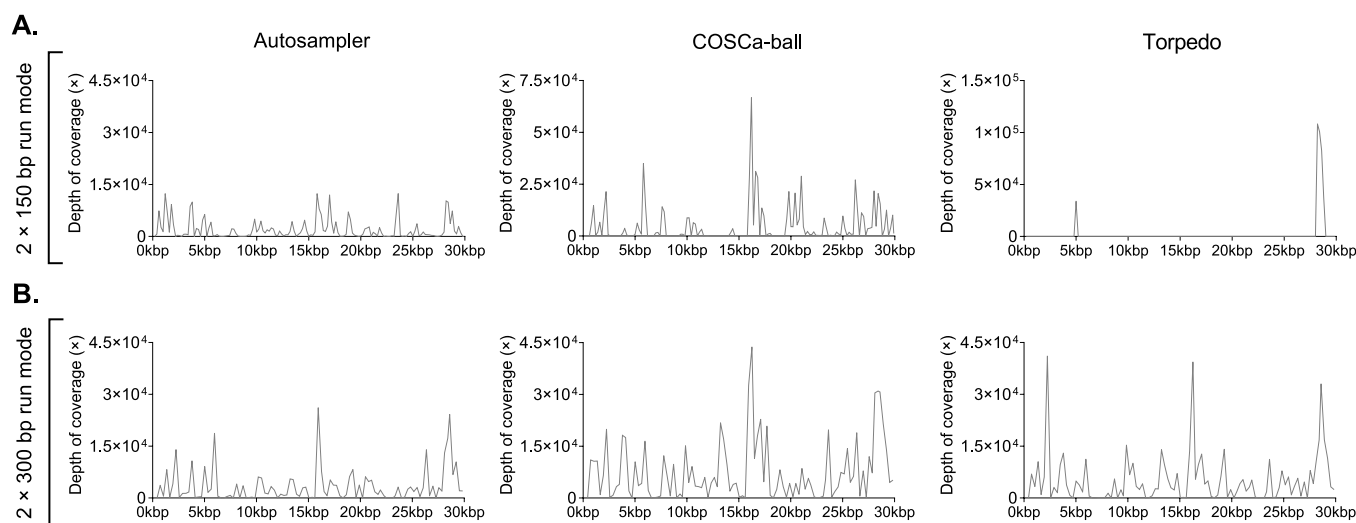 A.
Autosampler
COSCa-ball
Torpedo
2 × 150 bp run mode
Depth of coverage (×)
4.5×10⁴
3×10⁴
1.5×10⁴
0
0kbp 5kbp 10kbp 15kbp 20kbp 25kbp 30kbp
Depth of coverage (×)
7.5×10⁴
5×10⁴
2.5×10⁴
0
0kbp 5kbp 10kbp 15kbp 20kbp 25kbp 30kbp
Depth of coverage (×)
1.5×10⁵
1×10⁵
5×10⁴
0
0kbp 5kbp 10kbp 15kbp 20kbp 25kbp 30kbp
B.
2 × 300 bp run mode
Depth of coverage (×)
4.5×10⁴
3×10⁴
1.5×10⁴
0
0kbp 5kbp 10kbp 15kbp 20kbp 25kbp 30kbp
Depth of coverage (×)
4.5×10⁴
3×10⁴
1.5×10⁴
0
0kbp 5kbp 10kbp 15kbp 20kbp 25kbp 30kbp
Depth of coverage (×)
4.5×10⁴
3×10⁴
1.5×10⁴
0
0kbp 5kbp 10kbp 15kbp 20kbp 25kbp 30kbp